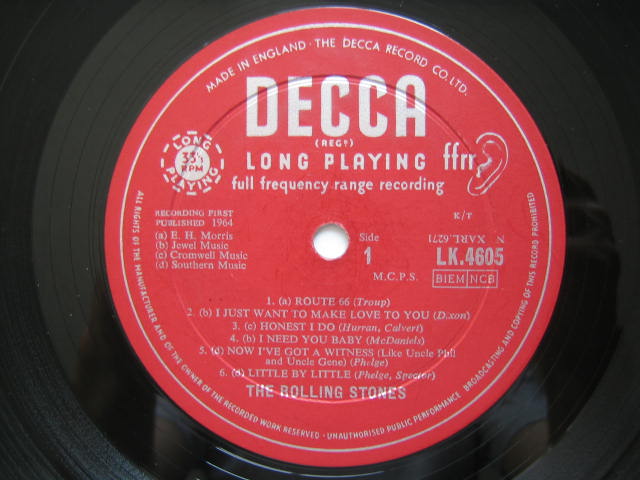 MADE IN ENGLAND · THE DECCA RECORD CO. LTD.
DECCA
(REGD)
LONG PLAYING 33⅓ RPM
LONG PLAYING ffrr
full frequency range recording
RECORDING FIRST
PUBLISHED 1964
(a) E. H. Morris
(b) Jewel Music
(c) Cromwell Music
(d) Southern Music
Side
1
M.C.P.S.
K/T
N XARL.6271
LK.4605
BIEM NCB
1. (a) ROUTE 66 (Troup)
2. (b) I JUST WANT TO MAKE LOVE TO YOU (Dixon)
3. (c) HONEST I DO (Hurran, Calvert)
4. (b) I NEED YOU BABY (McDaniels)
5. (d) NOW I'VE GOT A WITNESS (Like Uncle Phil
and Uncle Gene) (Phelge)
6. (d) LITTLE BY LITTLE (Phelge, Spector)
THE ROLLING STONES
ALL RIGHTS OF THE MANUFACTURER AND OF THE OWNER OF THE RECORDED WORK RESERVED · UNAUTHORISED PUBLIC PERFORMANCE BROADCASTING AND COPYING OF THIS RECORD PROHIBITED